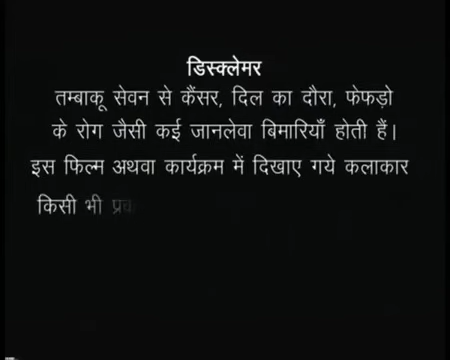 डिस्क्लेमर
तम्बाकू सेवन से कैंसर, दिल का दौरा, फेफड़ो
के रोग जैसी कई जानलेवा बिमारियाँ होती हैं।
इस फिल्म अथवा कार्यक्रम में दिखाए गये कलाकार
किसी भी